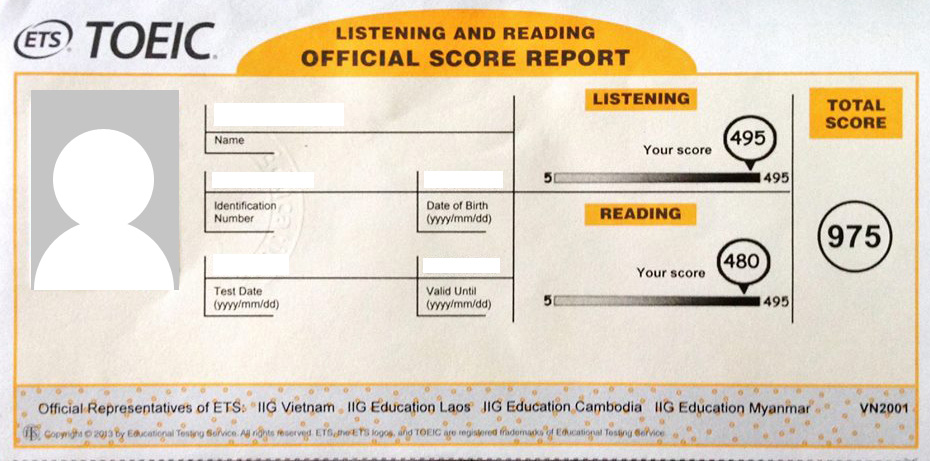 ETS TOEIC
LISTENING AND READING
OFFICIAL SCORE REPORT
Name
Identification
Number
Date of Birth
(yyyy/mm/dd)
Test Date
(yyyy/mm/dd)
Valid Until
(yyyy/mm/dd)
LISTENING
Your score 495
5 495
READING
Your score 480
5 495
TOTAL
SCORE
975
Official Representatives of ETS: IIG Vietnam IIG Education Laos IIG Education Cambodia IIG Education Myanmar VN2001
Copyright © 2013 by Educational Testing Service. All rights reserved. ETS, the ETS logos, and TOEIC are registered trademarks of Educational Testing Service